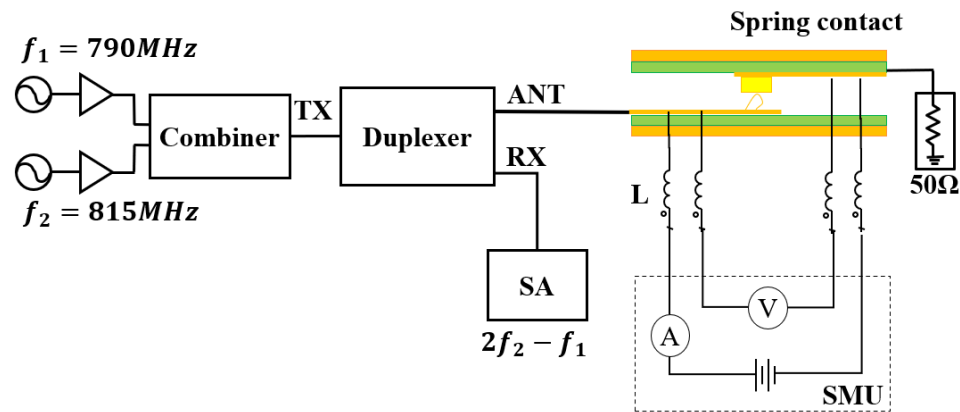 Spring contact
f₁ = 790MHz
TX
ANT
Combiner
Duplexer
RX
50Ω
f₂ = 815MHz
L
SA
V
2f₂ − f₁
A
SMU